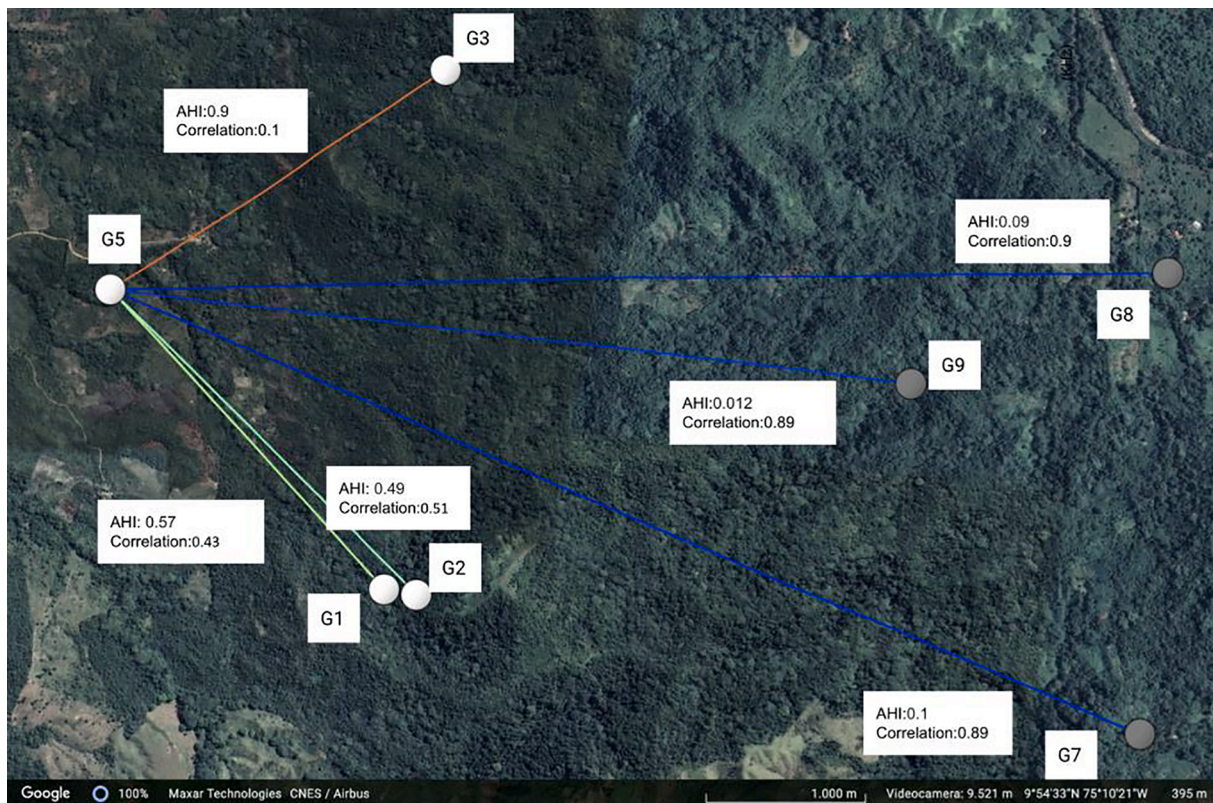 G3
AHI:0.9
Correlation:0.1
G5
AHI:0.09
Correlation:0.9
G8
G9
AHI:0.012
Correlation:0.89
AHI: 0.49
Correlation:0.51
AHI: 0.57
Correlation:0.43
G2
G1
AHI:0.1
Correlation:0.89
G7
Google 100% Maxar Technologies CNES / Airbus 1.000 m Videocamera: 9.521 m 9°54'33"N 75°10'21"W 395 m